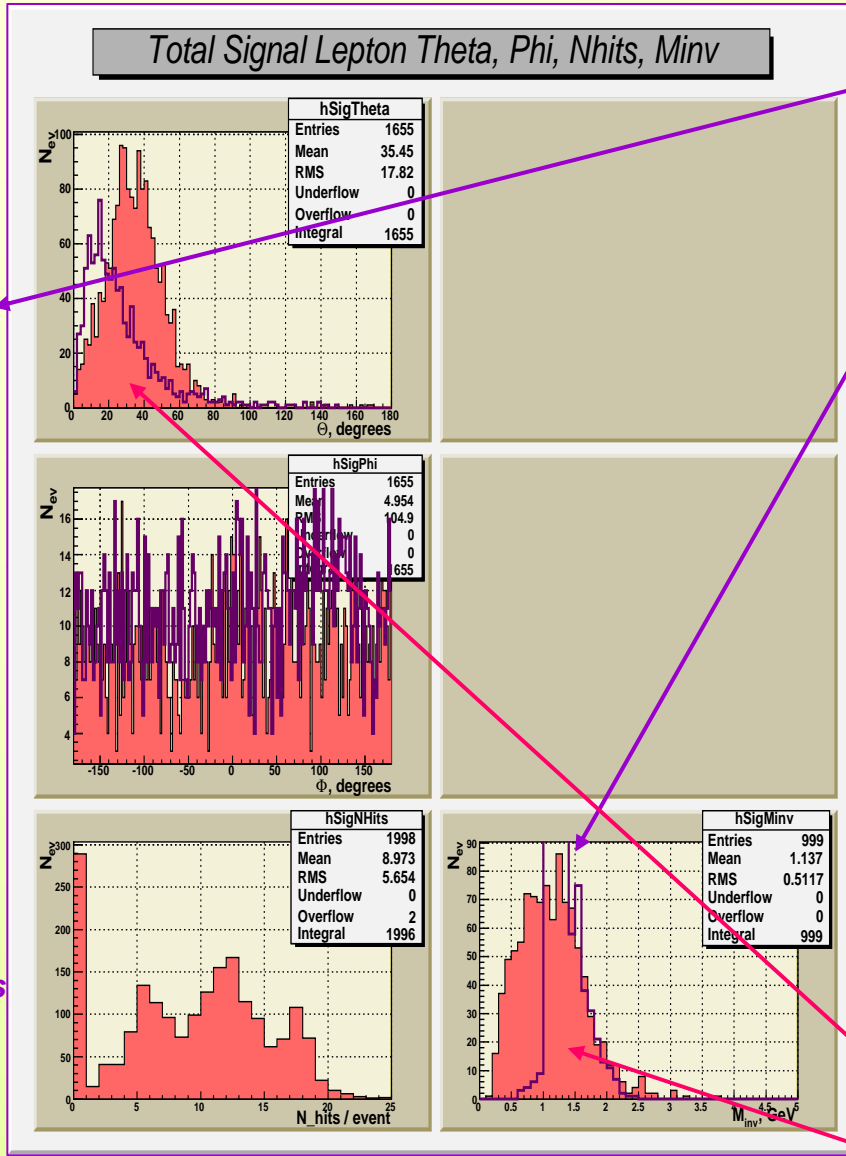 Total Signal Lepton Theta, Phi, Nhits, Minv
hSigTheta
Entries 1655
Mean 35.45
RMS 17.82
Underflow 0
Overflow 0
Integral 1655
N_ev
100
80
60
40
20
0
0 20 40 60 80 100 120 140 160 180
Θ, degrees
hSigPhi
Entries 1655
Mean 4.954
RMS 104.9
0
0
1655
N_ev
16
14
12
10
8
6
4
-150 -100 -50 0 50 100 150
Φ, degrees
hSigNHits
Entries 1998
Mean 8.973
RMS 5.654
Underflow 0
Overflow 2
Integral 1996
N_ev
300
250
200
150
100
50
0
0 5 10 15 20 25
N_hits / event
hSigMinv
Entries 999
Mean 1.137
RMS 0.5117
Underflow 0
Overflow 0
Integral 999
N_ev
90
80
70
60
50
40
30
20
10
0
0 0.5 1 1.5 2 2.5 3 3.5 4 4.5 5
M_inv, GeV
s